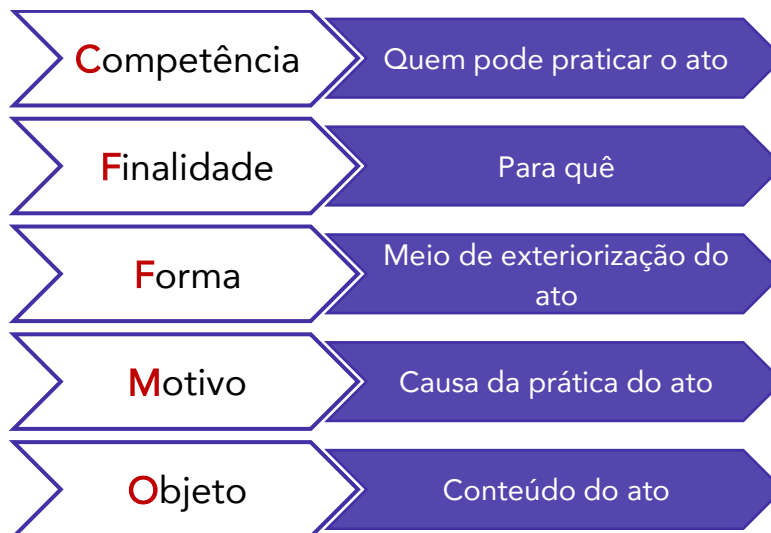 Competência
Quem pode praticar o ato
Finalidade
Para quê
Forma
Meio de exteriorização do
ato
Motivo
Causa da prática do ato
Objeto
Conteúdo do ato